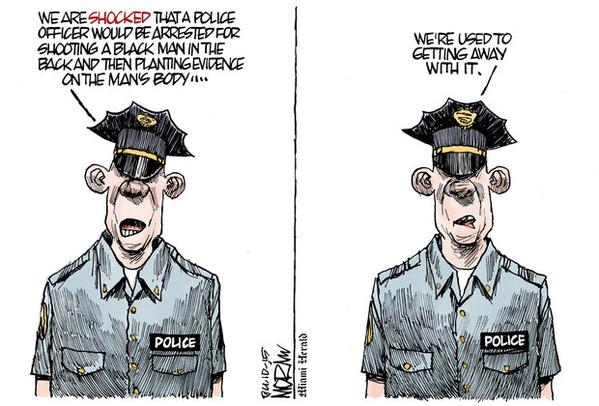 WE ARE SHOCKED THAT A POLICE
OFFICER WOULD BE ARRESTED FOR
SHOOTING A BLACK MAN IN THE
BACK AND THEN PLANTING EVIDENCE
ON THE MAN'S BODY....
POLICE
WE'RE USED TO
GETTING AWAY
WITH IT.
POLICE
MORIN
Miami Herald